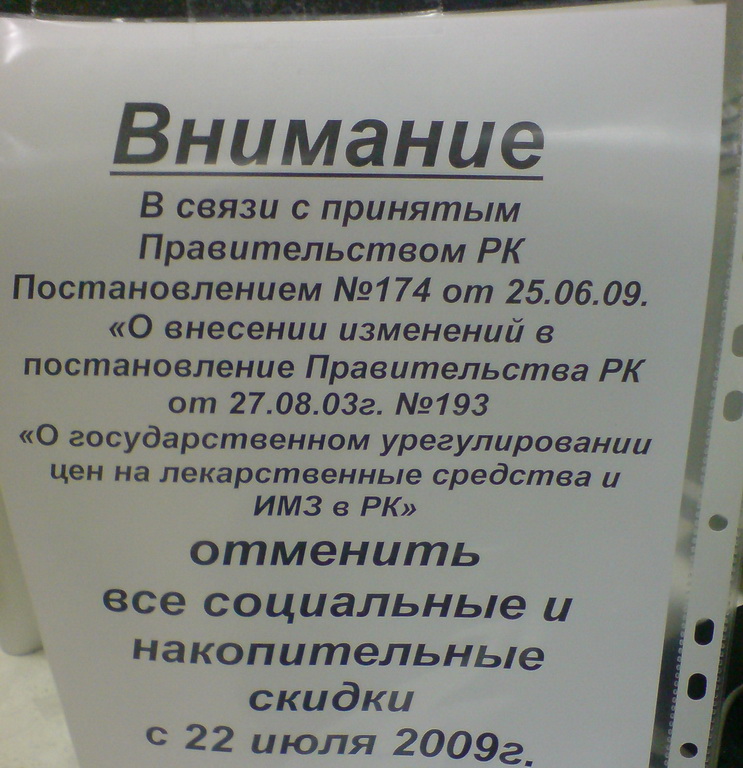 Внимание
В связи с принятым
Правительством РК
Постановлением №174 от 25.06.09.
«О внесении изменений в
постановление Правительства РК
от 27.08.03г. №193
«О государственном урегулировании
цен на лекарственные средства и
ИМЗ в РК»
отменить
все социальные и
накопительные
скидки
с 22 июля 2009г.